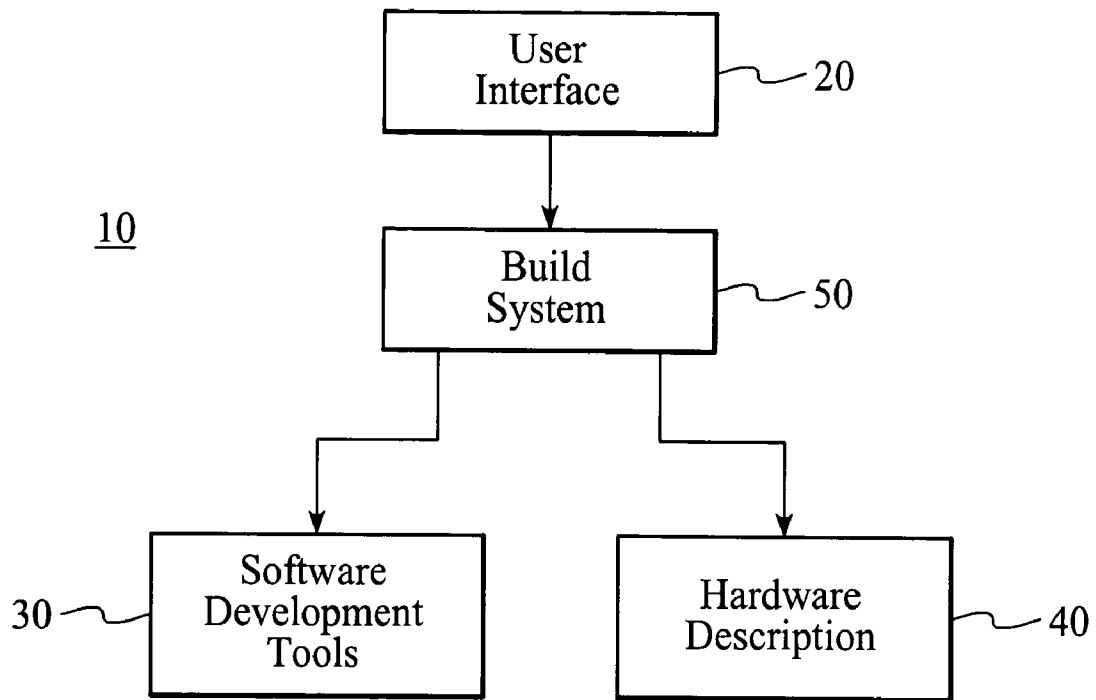 User
Interface
20
10
Build
System
50
Software
Development
Tools
30
Hardware
Description
40